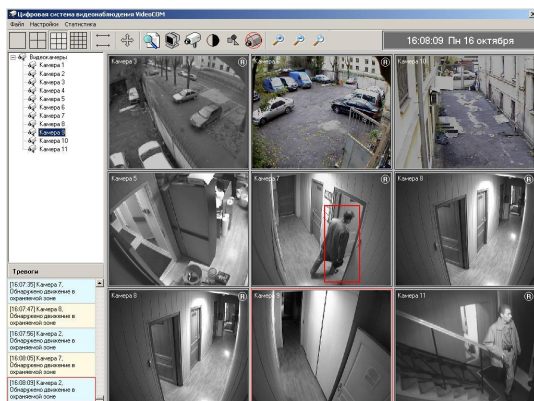 Цифровая система видеонаблюдения VideoCOM
Файл Настройки Статистика
16:08:09 Пн 16 октября
Видеокамеры
Камера 1
Камера 2
Камера 3
Камера 4
Камера 5
Камера 6
Камера 7
Камера 8
Камера 9
Камера 10
Камера 11
Камера 3
R
Камера
R
Камера 10
Камера 5
Камера 7
R
Камера 8
R
Камера 8
R
Камера 9
Камера 11
Тревоги
[16:07:35] Камера 7,
Обнаружено движение в
охраняемой зоне
[16:07:47] Камера 8,
Обнаружено движение в
охраняемой зоне
[16:07:56] Камера 2,
Обнаружено движение в
охраняемой зоне
[16:08:05] Камера 7,
Обнаружено движение в
охраняемой зоне
[16:08:09] Камера 2,
Обнаружено движение в
охраняемой зоне